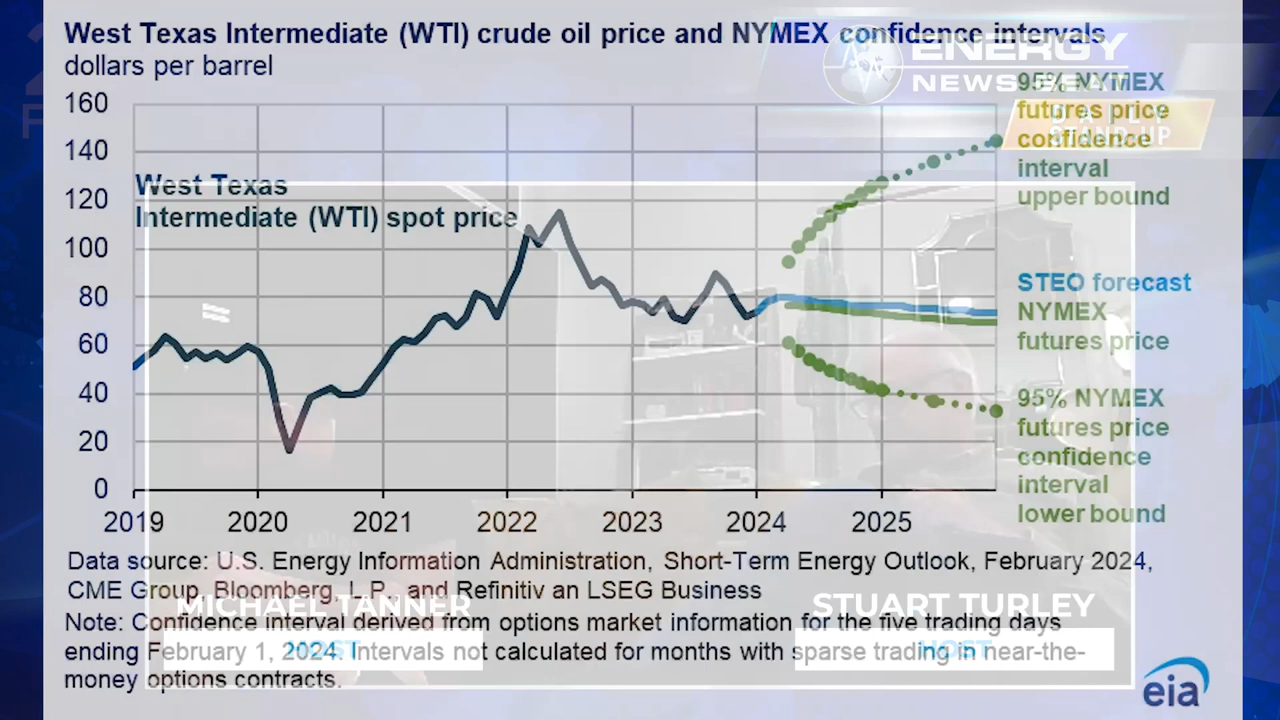 West Texas Intermediate (WTI) crude oil price and NYMEX confidence intervals
dollars per barrel
ENERGY
NEWS BEAT
DAILY
STAND UP
160
140
120
100
80
60
40
20
0
West Texas
Intermediate (WTI) spot price
95% NYMEX
futures price
confidence
interval
upper bound
STEO forecast
NYMEX
futures price
95% NYMEX
futures price
confidence
interval
lower bound
2019 2020 2021 2022 2023 2024 2025
Data source: U.S. Energy Information Administration, Short-Term Energy Outlook, February 2024,
CME Group, Bloomberg, L.P., and Refinitiv an LSEG Business
Note: Confidence interval derived from options market information for the five trading days
ending February 1, 2024. Intervals not calculated for months with sparse trading in near-the-
money options contracts.
MICHAEL TANNER
HOST
STUART TURLEY
HOST
eia